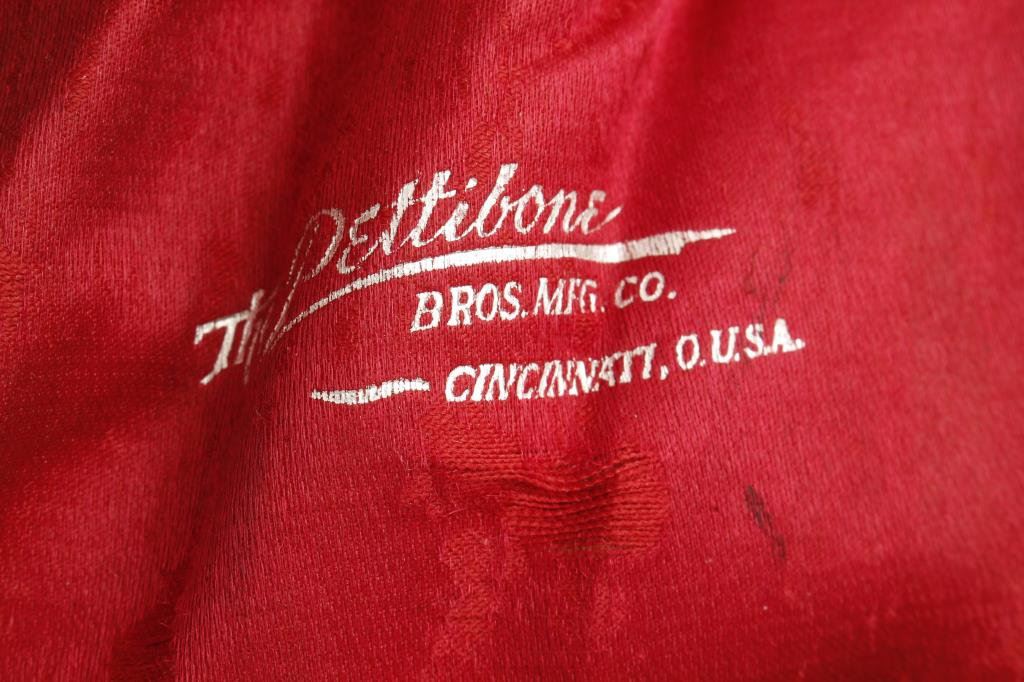 The Pettibone
BROS. MFG. CO.
CINCINNATI, O. U.S.A.